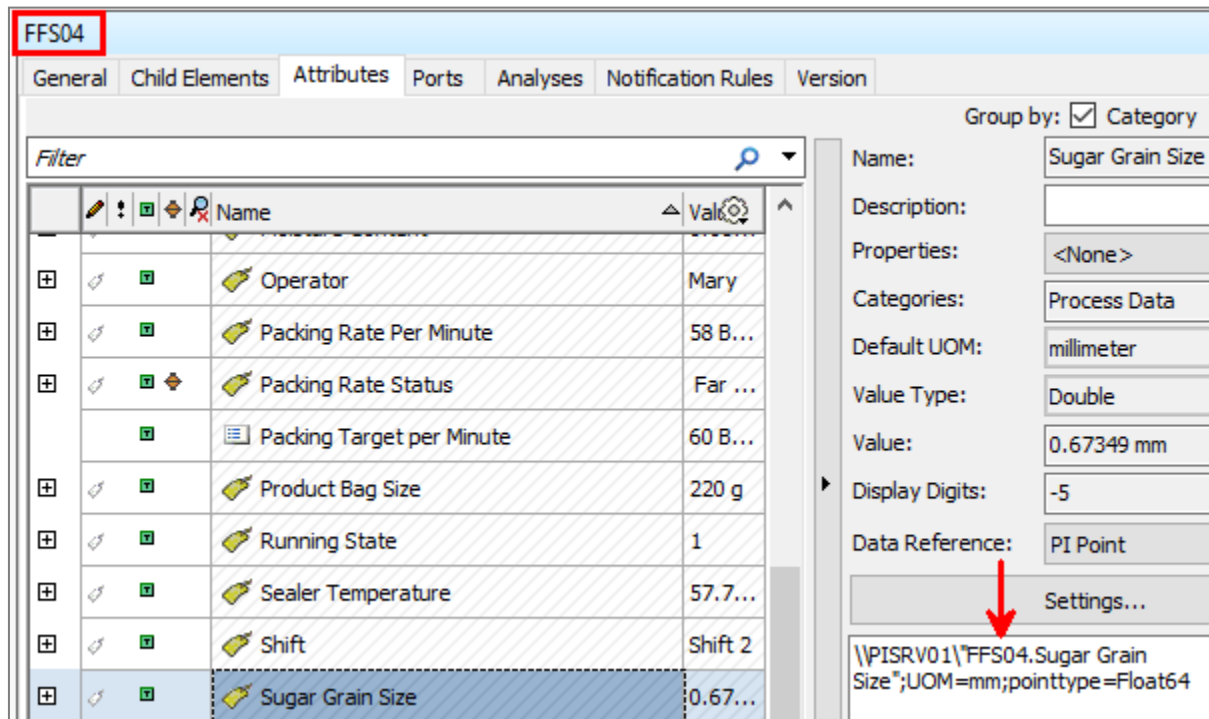 FFS04
General Child Elements Attributes Ports Analyses Notification Rules Version
Group by: Category
Filter
Name Valu
Operator Mary
Packing Rate Per Minute 58 B...
Packing Rate Status Far ...
Packing Target per Minute 60 B...
Product Bag Size 220 g
Running State 1
Sealer Temperature 57.7...
Shift Shift 2
Sugar Grain Size 0.67...
Name: Sugar Grain Size
Description:
Properties: <None>
Categories: Process Data
Default UOM: millimeter
Value Type: Double
Value: 0.67349 mm
Display Digits: -5
Data Reference: PI Point
Settings...
\\PISRV01\"FFS04.Sugar Grain
Size";UOM=mm;pointtype=Float64